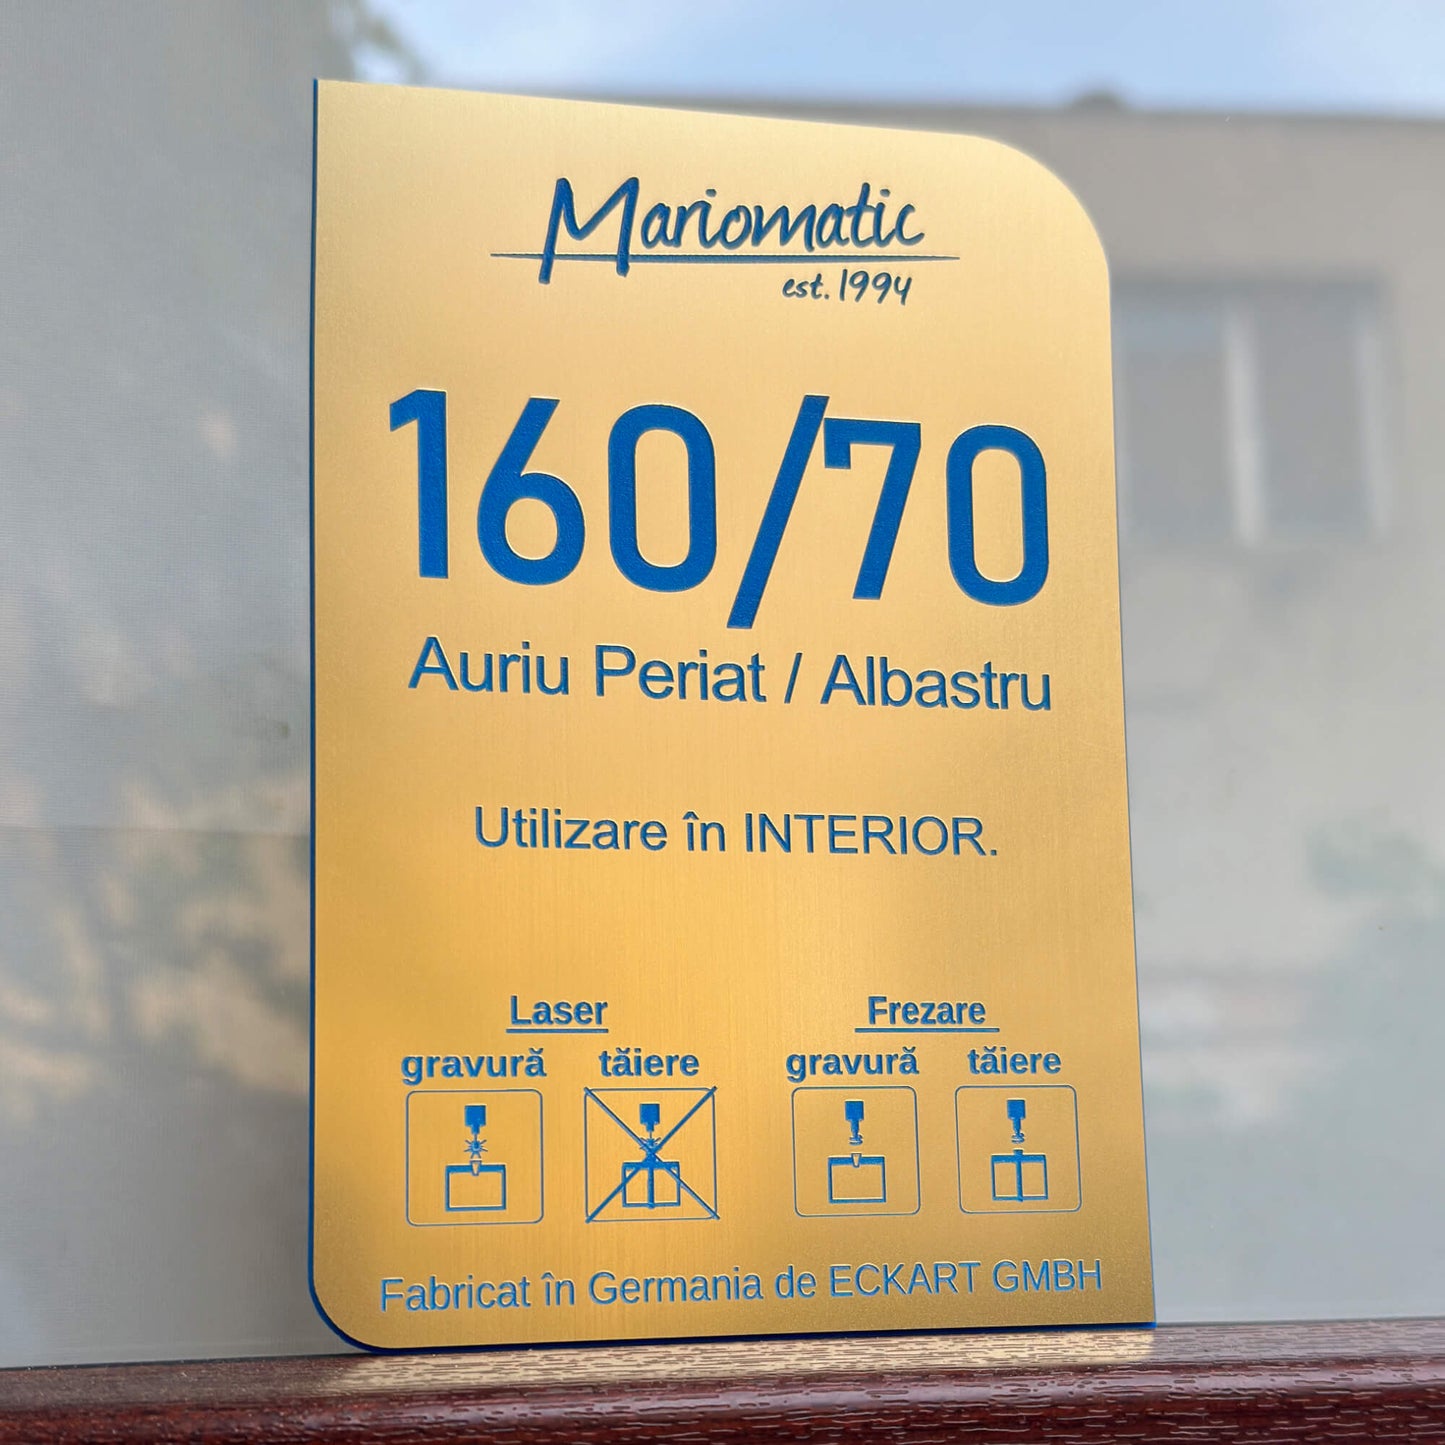 Mariomatic
est. 1994
160/70
Auriu Periat / Albastru
Utilizare în INTERIOR.
Laser
gravură tăiere
Frezare
gravură tăiere
Fabricat în Germania de ECKART GMBH